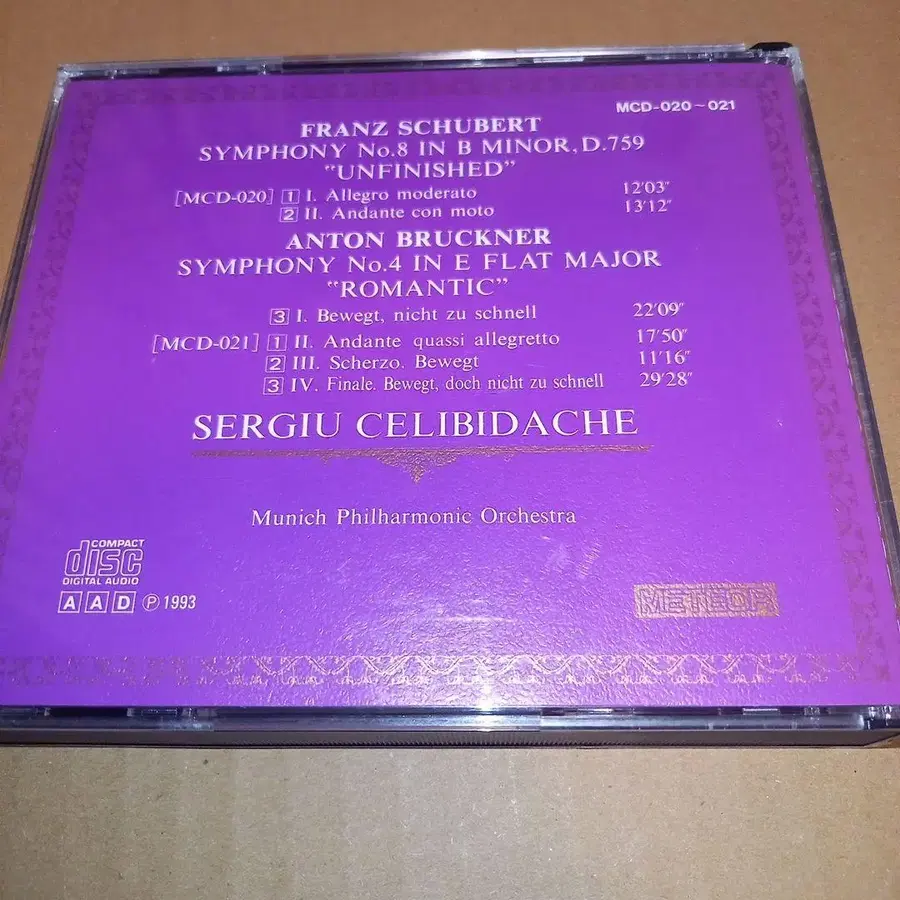 MCD-020~021
FRANZ SCHUBERT
SYMPHONY No.8 IN B MINOR, D.759
"UNFINISHED"
[MCD-020] 1 I. Allegro moderato 12'03"
2 II. Andante con moto 13'12"
ANTON BRUCKNER
SYMPHONY No.4 IN E FLAT MAJOR
"ROMANTIC"
3 I. Bewegt, nicht zu schnell 22'09"
[MCD-021] 1 II. Andante quassi allegretto 17'50"
2 III. Scherzo. Bewegt 11'16"
3 IV. Finale. Bewegt, doch nicht zu schnell 29'28"
SERGIU CELIBIDACHE
Munich Philharmonic Orchestra
COMPACT
disc
DIGITAL AUDIO
A A D ℗ 1993
METEOR